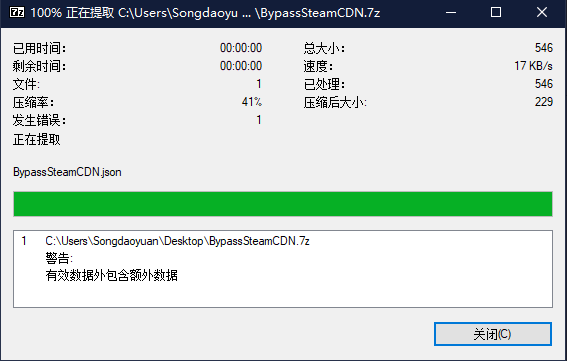 100% 正在提取 C:\Users\Songdaoyu ... \BypassSteamCDN.7z
已用时间: 00:00:00 总大小: 546
剩余时间: 00:00:00 速度: 17 KB/s
文件: 1 已处理: 546
压缩率: 41% 压缩后大小: 229
发生错误: 1
正在提取
BypassSteamCDN.json
1 C:\Users\Songdaoyuan\Desktop\BypassSteamCDN.7z
警告:
有效数据外包含额外数据
关闭(C)